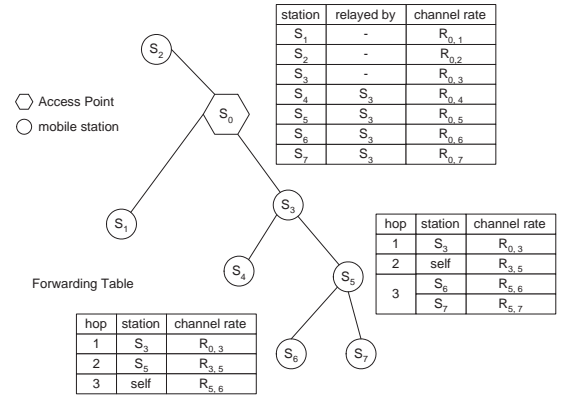 station relayed by channel rate
S1 - R0, 1
S2 - R0,2
S3 - R0, 3
S4 S3 R0, 4
S5 S3 R0, 5
S6 S3 R0, 6
S7 S3 R0, 7
S2
Access Point
mobile station
S0
S1
S3
S4
S5
S6
S7
hop station channel rate
1 S3 R0, 3
2 self R3, 5
3 S6 R5, 6
S7 R5, 7
Forwarding Table
hop station channel rate
1 S3 R0, 3
2 S5 R3, 5
3 self R5, 6